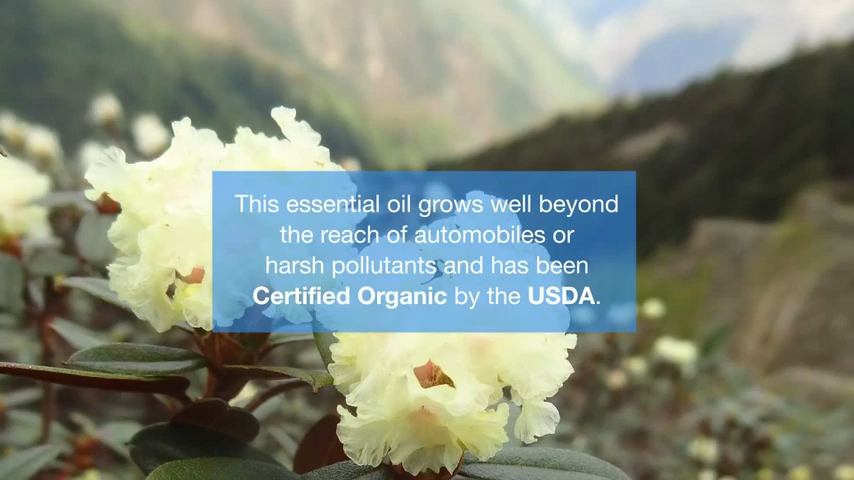 This essential oil grows well beyond
the reach of automobiles or
harsh pollutants and has been
Certified Organic by the USDA.